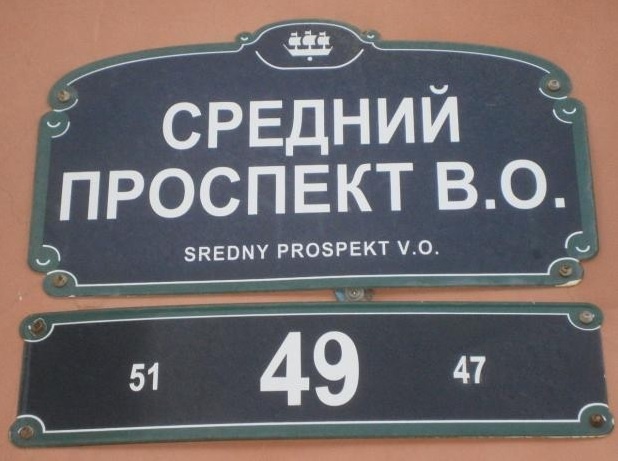 СРЕДНИЙ
ПРОСПЕКТ В.О.
SREDNY PROSPEKT V.O.
51 49 47